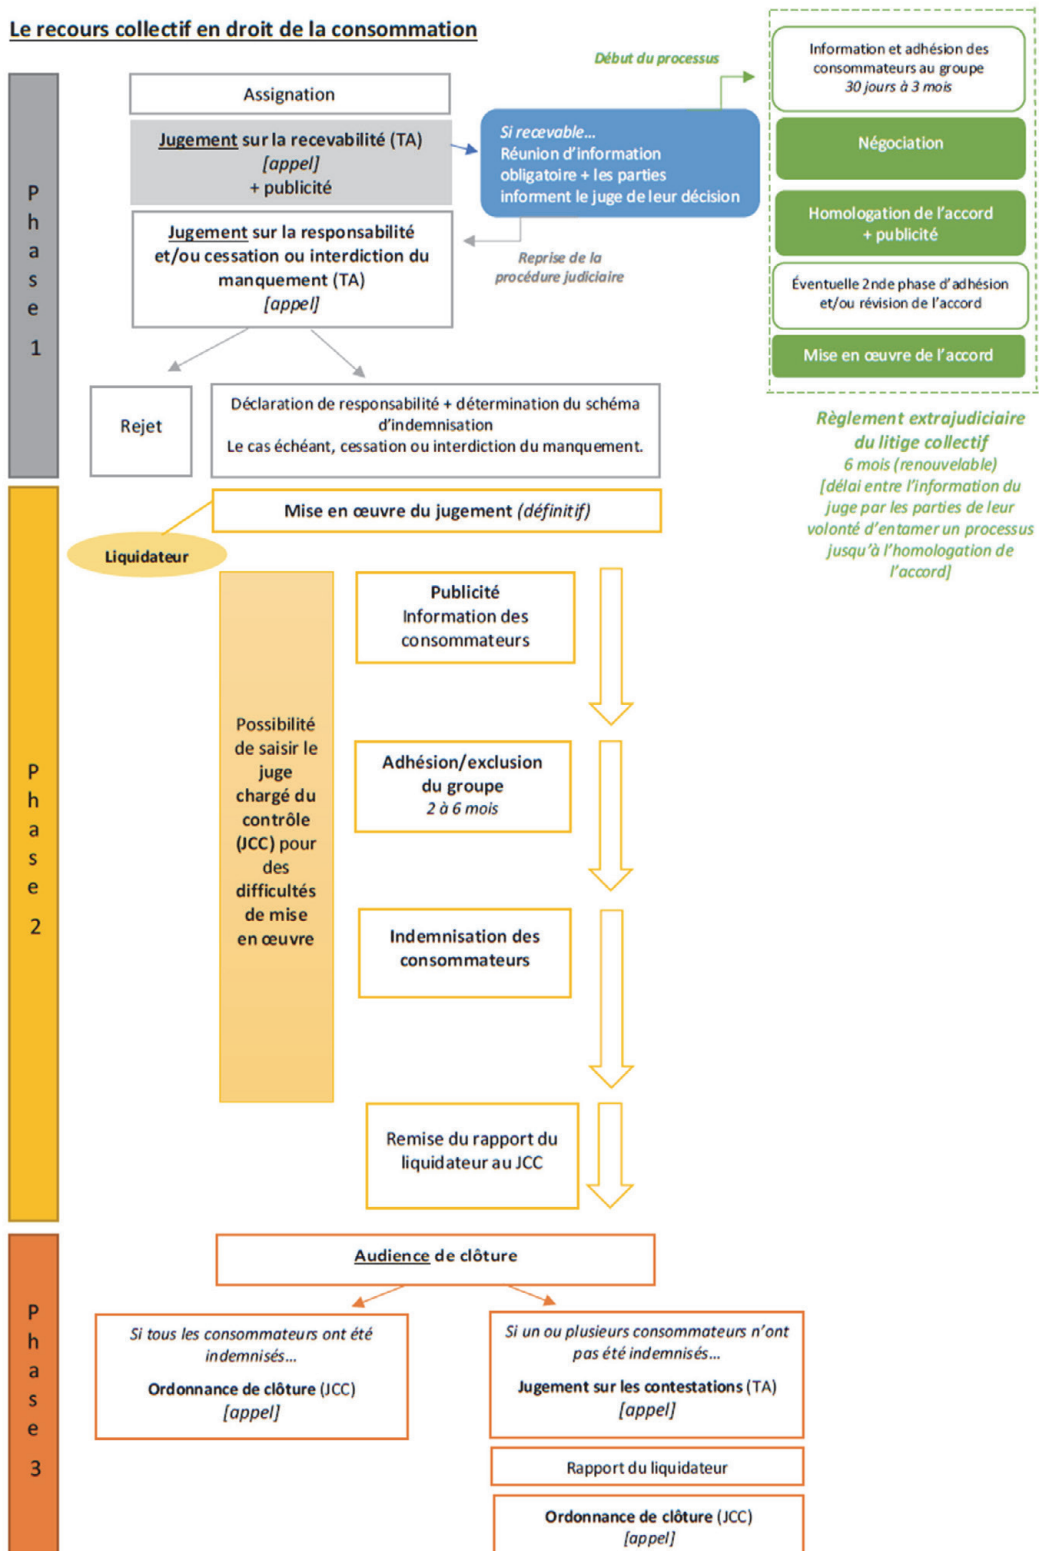 Le recours collectif en droit de la consommation
Phase 1
Assignation
Jugement sur la recevabilité (TA)
[appel]
+ publicité
Si recevable...
Réunion d'information
obligatoire + les parties
informent le juge de leur décision
Début du processus
Information et adhésion des
consommateurs au groupe
30 jours à 3 mois
Négociation
Homologation de l'accord
+ publicité
Éventuelle 2nde phase d'adhésion
et/ou révision de l'accord
Mise en œuvre de l'accord
Règlement extrajudiciaire
du litige collectif
6 mois (renouvelable)
[délai entre l'information du
juge par les parties de leur
volonté d'entamer un processus
jusqu'à l'homologation de
l'accord]
Reprise de la
procédure judiciaire
Jugement sur la responsabilité
et/ou cessation ou interdiction du
manquement (TA)
[appel]
Rejet
Déclaration de responsabilité + détermination du schéma
d'indemnisation
Le cas échéant, cessation ou interdiction du manquement.
Phase 2
Mise en œuvre du jugement (définitif)
Liquidateur
Possibilité
de saisir le
juge
chargé du
contrôle
(JCC) pour
des
difficultés
de mise
en œuvre
Publicité
Information des
consommateurs
Adhésion/exclusion
du groupe
2 à 6 mois
Indemnisation des
consommateurs
Remise du rapport du
liquidateur au JCC
Phase 3
Audience de clôture
Si tous les consommateurs ont été
indemnisés...
Ordonnance de clôture (JCC)
[appel]
Si un ou plusieurs consommateurs n'ont
pas été indemnisés...
Jugement sur les contestations (TA)
[appel]
Rapport du liquidateur
Ordonnance de clôture (JCC)
[appel]